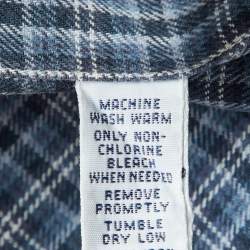 MACHINE
WASH WARM
ONLY NON-
CHLORINE
BLEACH
WHEN NEEDED
REMOVE
PROMPTLY
TUMBLE
DRY LOW